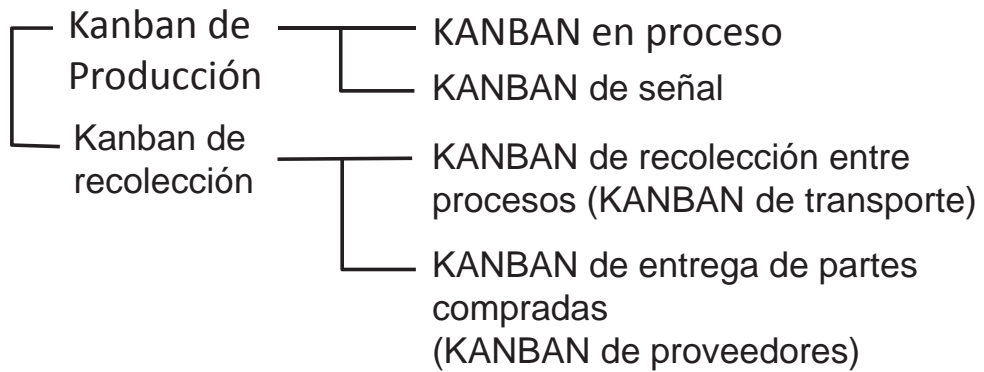 Kanban de
Producción
KANBAN en proceso
KANBAN de señal
Kanban de
recolección
KANBAN de recolección entre
procesos (KANBAN de transporte)
KANBAN de entrega de partes
compradas
(KANBAN de proveedores)